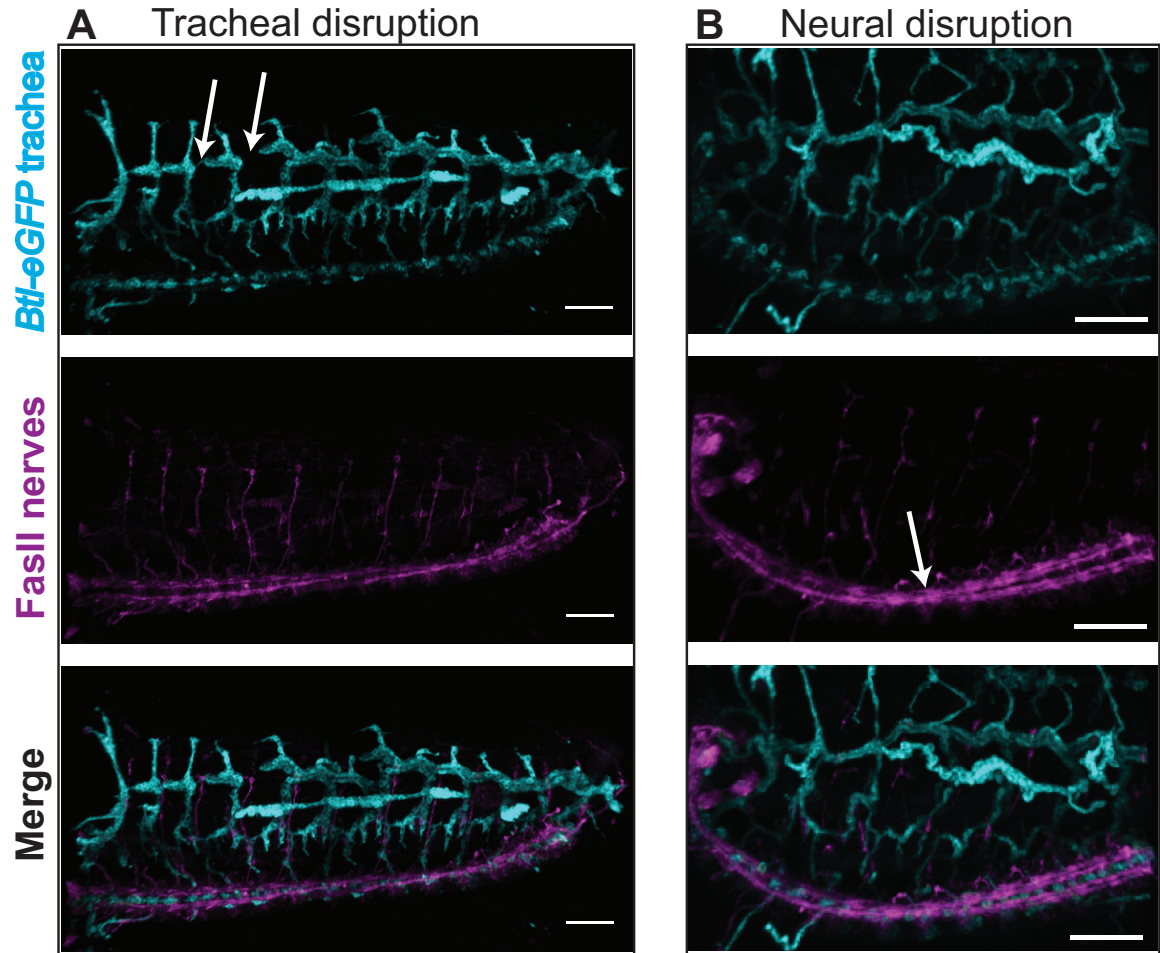 A Tracheal disruption
B Neural disruption
Btl-eGFP trachea
FasII nerves
Merge